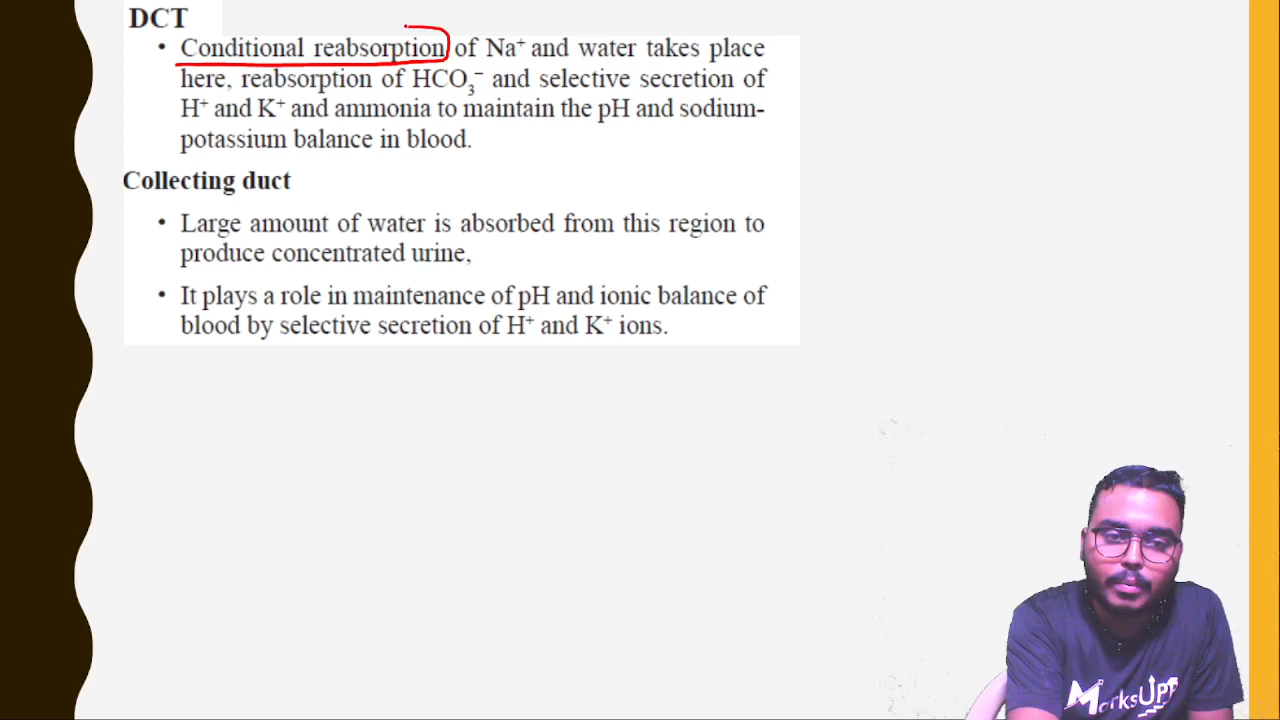 DCT
• Conditional reabsorption of Na⁺ and water takes place
here, reabsorption of HCO₃⁻ and selective secretion of
H⁺ and K⁺ and ammonia to maintain the pH and sodium-
potassium balance in blood.
Collecting duct
• Large amount of water is absorbed from this region to
produce concentrated urine,
• It plays a role in maintenance of pH and ionic balance of
blood by selective secretion of H⁺ and K⁺ ions.
MarksUPP